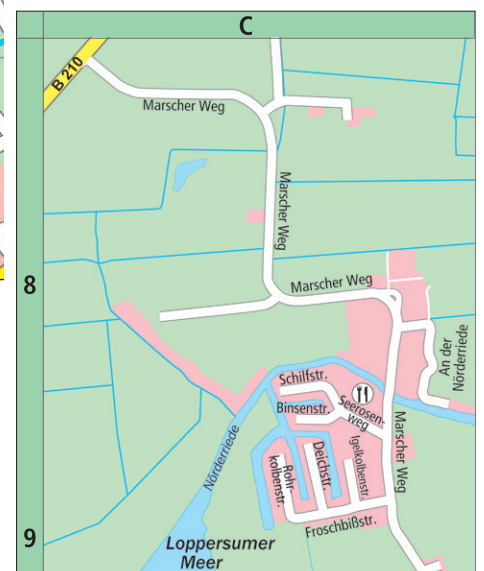 C
B 210
Marscher Weg
Marscher Weg
8
Marscher Weg
An der
Nörderriede
Schilfstr.
Binsenstr.
Seerosen-
weg
Marscher Weg
Igelkolbenstr.
Deichstr.
Rohr-
kolbenstr.
Nörderriede
Froschbißstr.
9
Loppersumer
Meer